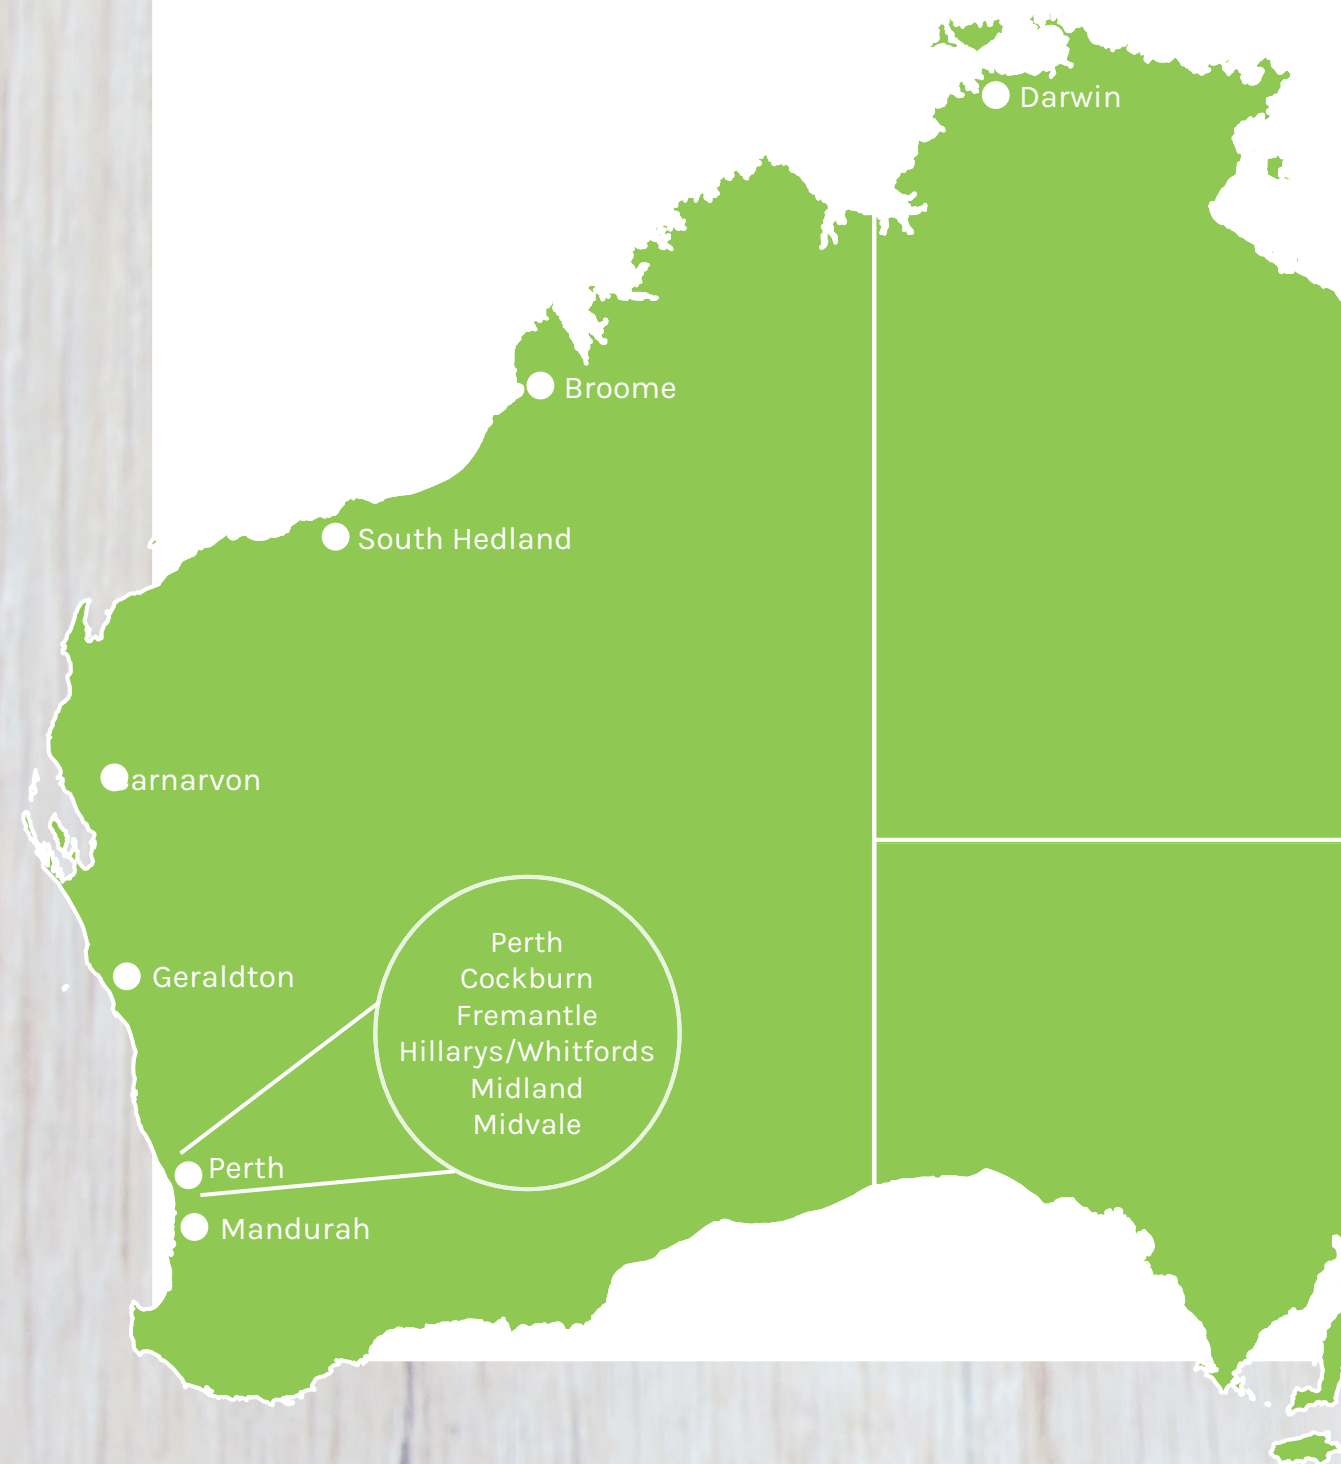 Darwin
Broome
South Hedland
arnarvon
Geraldton
Perth
Cockburn
Fremantle
Hillarys/Whitfords
Midland
Midvale
Perth
Mandurah